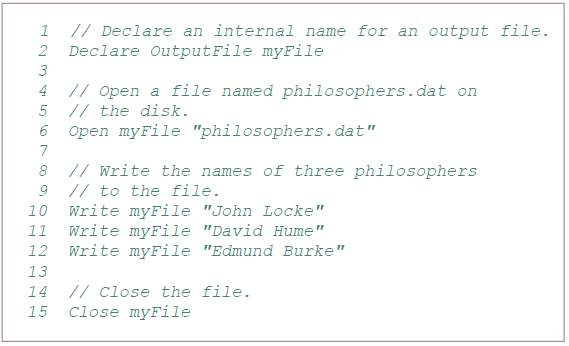 1 // Declare an internal name for an output file.
2 Declare OutputFile myFile
3
4 // Open a file named philosophers.dat on
5 // the disk.
6 Open myFile "philosophers.dat"
7
8 // Write the names of three philosophers
9 // to the file.
10 Write myFile "John Locke"
11 Write myFile "David Hume"
12 Write myFile "Edmund Burke"
13
14 // Close the file.
15 Close myFile